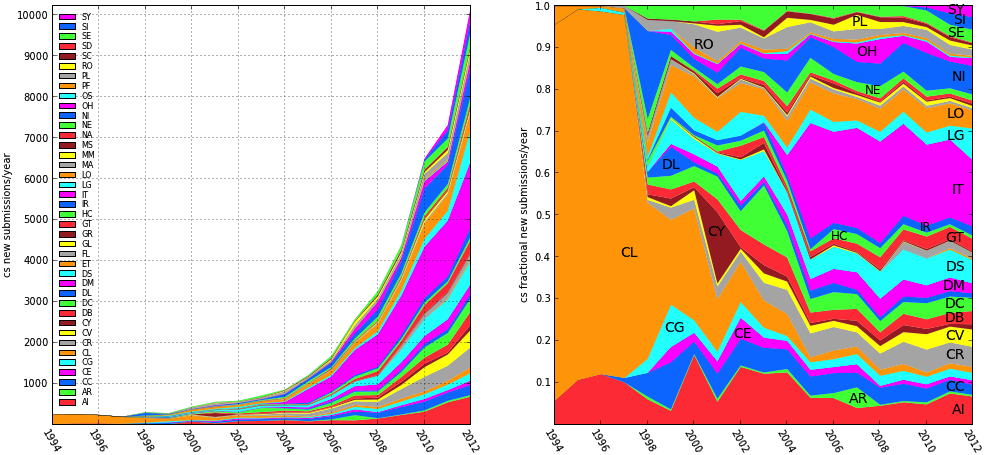 cs new submissions/year
10000
9000
8000
7000
6000
5000
4000
3000
2000
1000
SY
SI
SE
SD
SC
RO
PL
PF
OS
OH
NI
NE
NA
MS
MM
MA
LO
LG
IT
IR
HC
GT
GR
GL
FL
ET
DS
DM
DL
DC
DB
CY
CV
CR
CL
CG
CE
CC
AR
AI
1994
1996
1998
2000
2002
2004
2006
2008
2010
2012
cs fractional new submissions/year
1.0
0.9
0.8
0.7
0.6
0.5
0.4
0.3
0.2
0.1
SY
SI
PL
SE
RO
OH
NI
NE
LO
LG
DL
IT
IR
CY
HC
GT
CL
DS
DM
DC
DB
CG
CE
CV
CR
CC
AR
AI
1994
1996
1998
2000
2002
2004
2006
2008
2010
2012